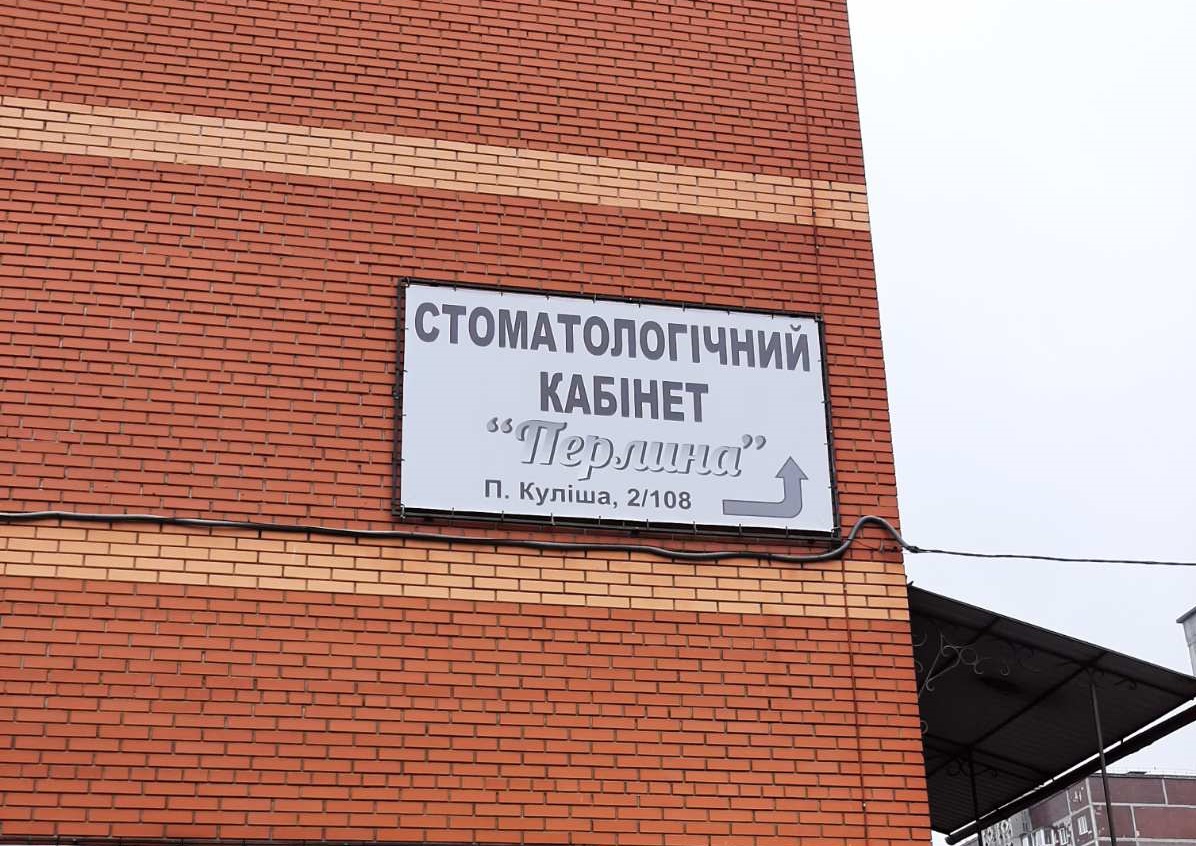 СТОМАТОЛОГІЧНИЙ
КАБІНЕТ
“Перлина”
П. Куліша, 2/108